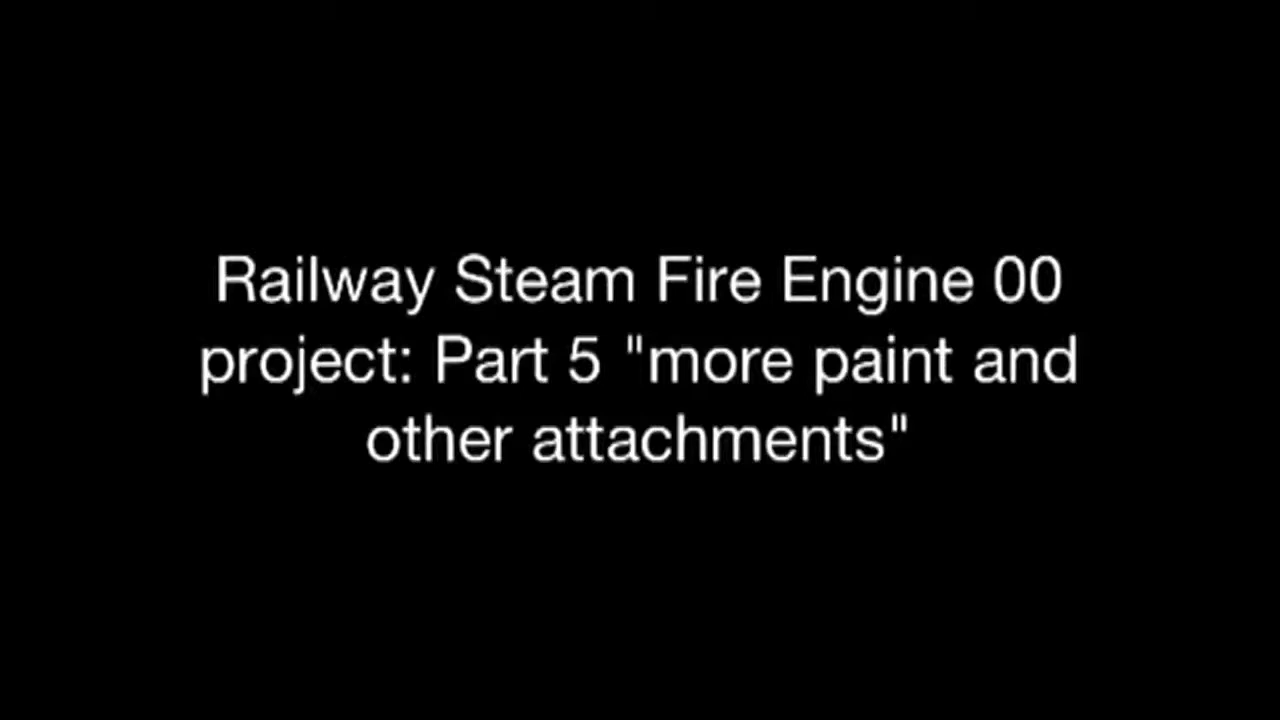 Railway Steam Fire Engine 00
project: Part 5 "more paint and
other attachments"